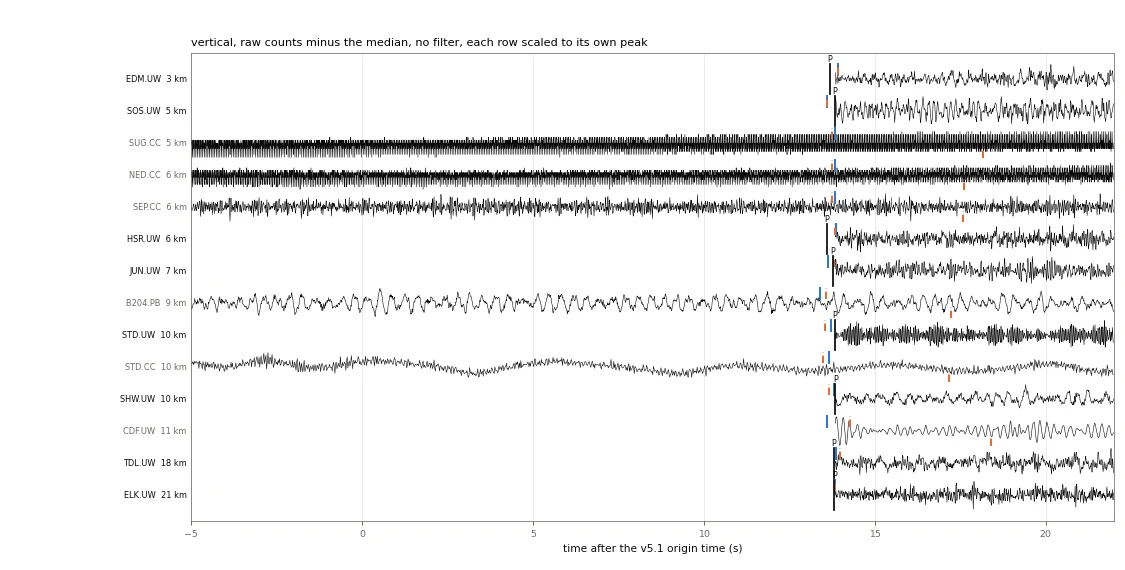 vertical, raw counts minus the median, no filter, each row scaled to its own peak
P
EDM.UW 3 km
P
SOS.UW 5 km
SUG.CC 5 km
NED.CC 6 km
SEP.CC 6 km
P
HSR.UW 6 km
P
JUN.UW 7 km
B204.PB 9 km
P
STD.UW 10 km
STD.CC 10 km
P
SHW.UW 10 km
CDF.UW 11 km
P
TDL.UW 18 km
P
ELK.UW 21 km
−5 0 5 10 15 20
time after the v5.1 origin time (s)